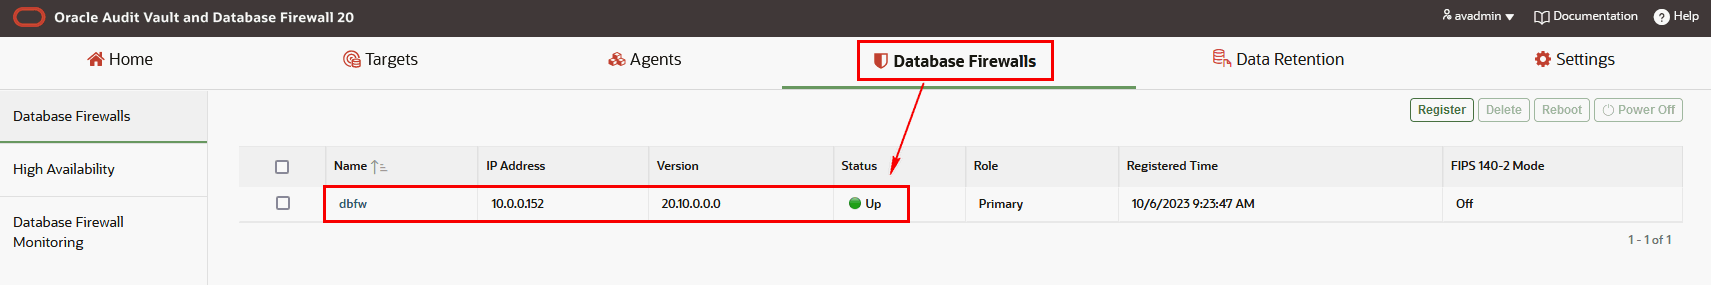 Oracle Audit Vault and Database Firewall 20
avadmin
Documentation
? Help
Home
Targets
Agents
Database Firewalls
Data Retention
Settings
Database Firewalls
High Availability
Database Firewall
Monitoring
Register
Delete
Reboot
Power Off
Name IP Address Version Status Role Registered Time FIPS 140-2 Mode
dbfw 10.0.0.152 20.10.0.0.0 Up Primary 10/6/2023 9:23:47 AM Off
1 - 1 of 1